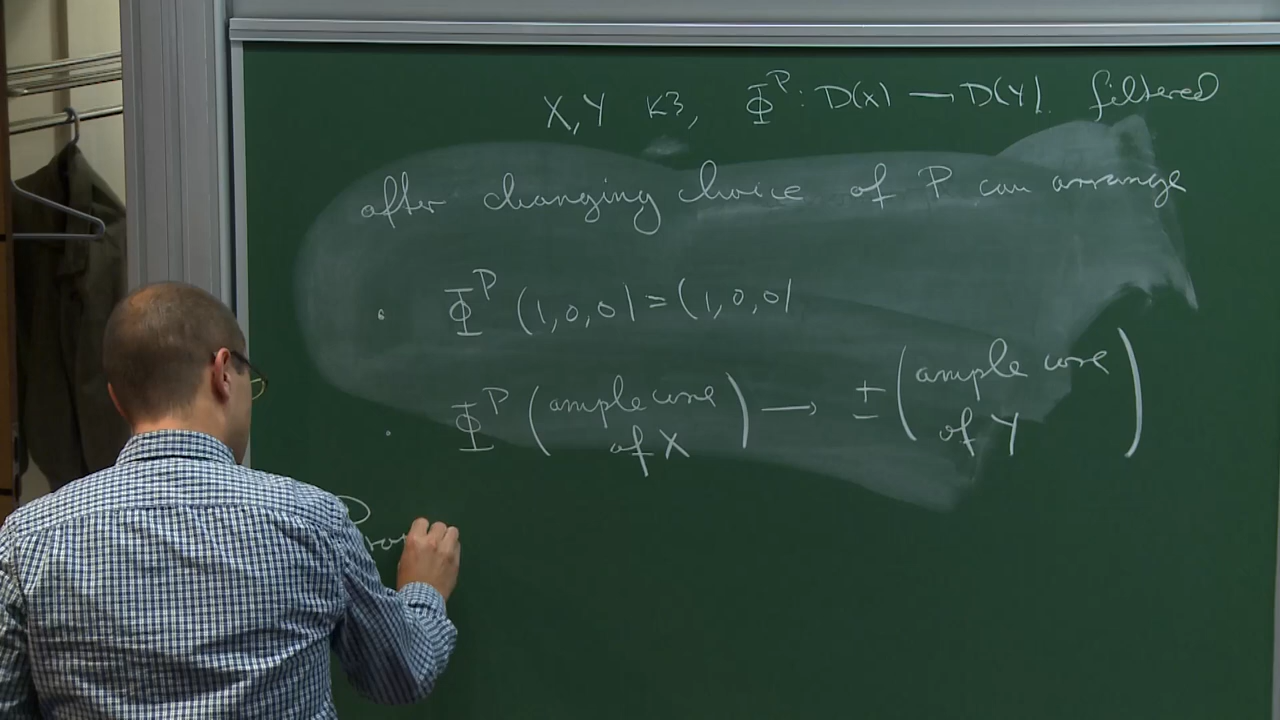 X, Y K3, Φ^P : D(X) → D(Y) filtered
after changing choice of P can arrange
• Φ^P (1,0,0) = (1,0,0)
• Φ^P (ample cone of X) → ± (ample cone of Y)